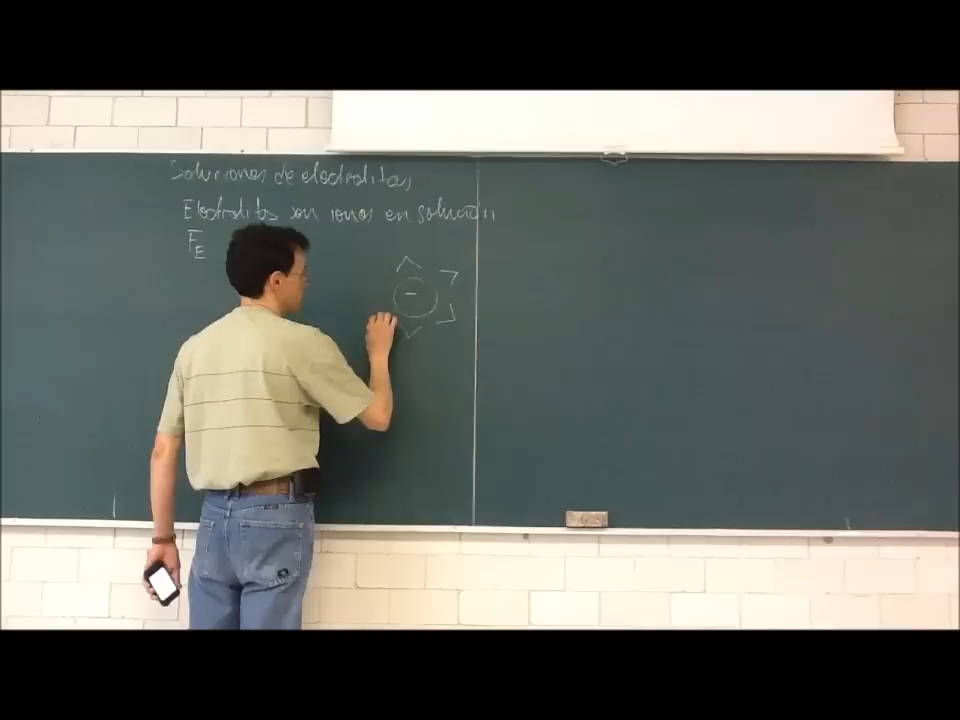 Soluciones de electrolitos
Electrolitos son iones en solución
F_E
-